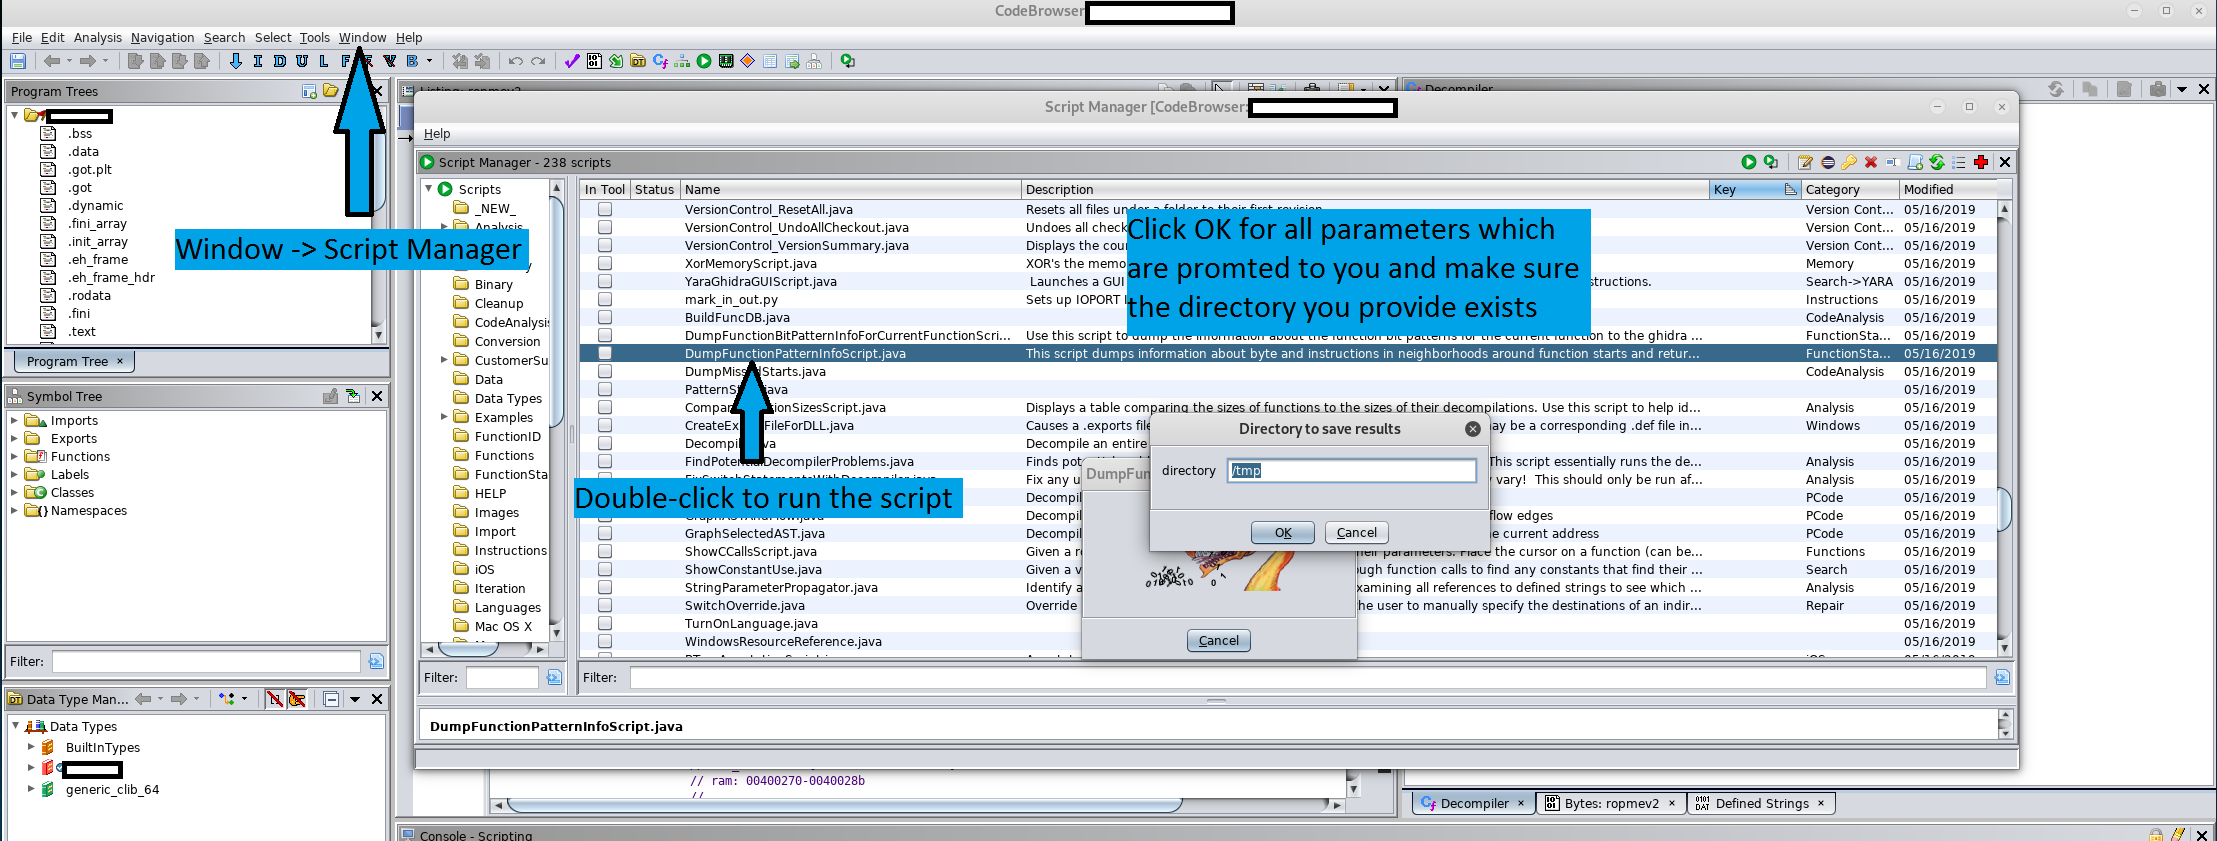 CodeBrowser
File Edit Analysis Navigation Search Select Tools Window Help
I D U L F V B
Program Trees
Listing: ropmev2
Decompiler
Script Manager [CodeBrowser:
Help
.bss
.data
.got.plt
.got
.dynamic
.fini_array
.init_array
.eh_frame
.eh_frame_hdr
.rodata
.fini
.text
Program Tree ×
Window -> Script Manager
Script Manager - 238 scripts
Scripts
_NEW_
Analysis
Binary
Cleanup
CodeAnalysis
Conversion
CustomerSu
Data
Data Types
Examples
FunctionID
Functions
FunctionSta
HELP
Images
Import
Instructions
iOS
Iteration
Languages
Mac OS X
Filter:
In Tool Status Name Description Key Category Modified
VersionControl_ResetAll.java Resets all files under a folder to their first revision Version Cont... 05/16/2019
VersionControl_UndoAllCheckout.java Undoes all check Version Cont... 05/16/2019
VersionControl_VersionSummary.java Displays the cou Version Cont... 05/16/2019
XorMemoryScript.java XOR's the memo Memory 05/16/2019
YaraGhidraGUIScript.java Launches a GUI structions. Search->YARA 05/16/2019
mark_in_out.py Sets up IOPORT Instructions 05/16/2019
BuildFuncDB.java CodeAnalysis 05/16/2019
DumpFunctionBitPatternInfoForCurrentFunctionScri... Use this script to dump the information about the function bit patterns for the current function to the ghidra ... FunctionSta... 05/16/2019
DumpFunctionPatternInfoScript.java This script dumps information about byte and instructions in neighborhoods around function starts and retur... FunctionSta... 05/16/2019
DumpMissedStarts.java CodeAnalysis 05/16/2019
PatternSt java 05/16/2019
Compa ionSizesScript.java Displays a table comparing the sizes of functions to the sizes of their decompilations. Use this script to help id... Analysis 05/16/2019
CreateEx FileForDLL.java Causes a .exports fil ay be a corresponding .def file in... Windows 05/16/2019
Decompi java Decompile an entire 05/16/2019
FindPotentialDecompilerProblems.java Finds pot This script essentially runs the de... Analysis 05/16/2019
Fix any u vary! This should only be run af... Analysis 05/16/2019
Decompil PCode 05/16/2019
Decompil flow edges PCode 05/16/2019
GraphSelectedAST.java Decompil e current address PCode 05/16/2019
ShowCCallsScript.java Given a r heir parameters. Place the cursor on a function (can be... Functions 05/16/2019
ShowConstantUse.java Given a v ough function calls to find any constants that find their ... Search 05/16/2019
StringParameterPropagator.java Identify a xamining all references to defined strings to see which ... Analysis 05/16/2019
SwitchOverride.java Override he user to manually specify the destinations of an indir... Repair 05/16/2019
TurnOnLanguage.java 05/16/2019
WindowsResourceReference.java 05/16/2019
Filter:
Click OK for all parameters which
are promted to you and make sure
the directory you provide exists
Double-click to run the script
Directory to save results
directory /tmp
OK Cancel
DumpFun
Cancel
DumpFunctionPatternInfoScript.java
Symbol Tree
Imports
Exports
Functions
Labels
Classes
Namespaces
Filter:
Data Type Man...
Data Types
BuiltInTypes
generic_clib_64
// ram: 00400270-0040028b
//
Decompiler × Bytes: ropmev2 × Defined Strings ×
Console - Scripting